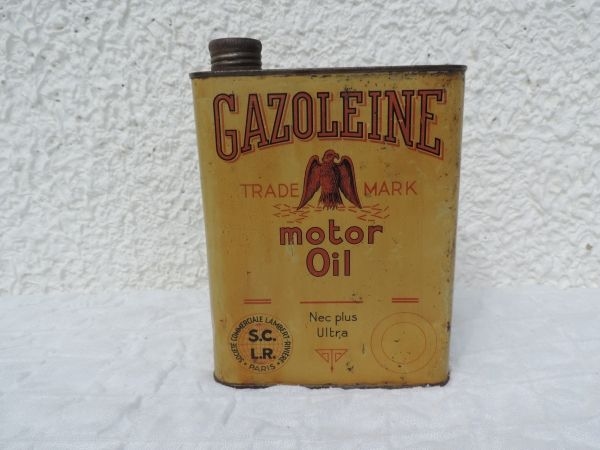 GAZOLEINE
TRADE MARK
motor
Oil
Nec plus
Ultra
SOCIÉTÉ COMMERCIALE LAMBERT-RIVIÈRE
S.C.
L.R.
PARIS